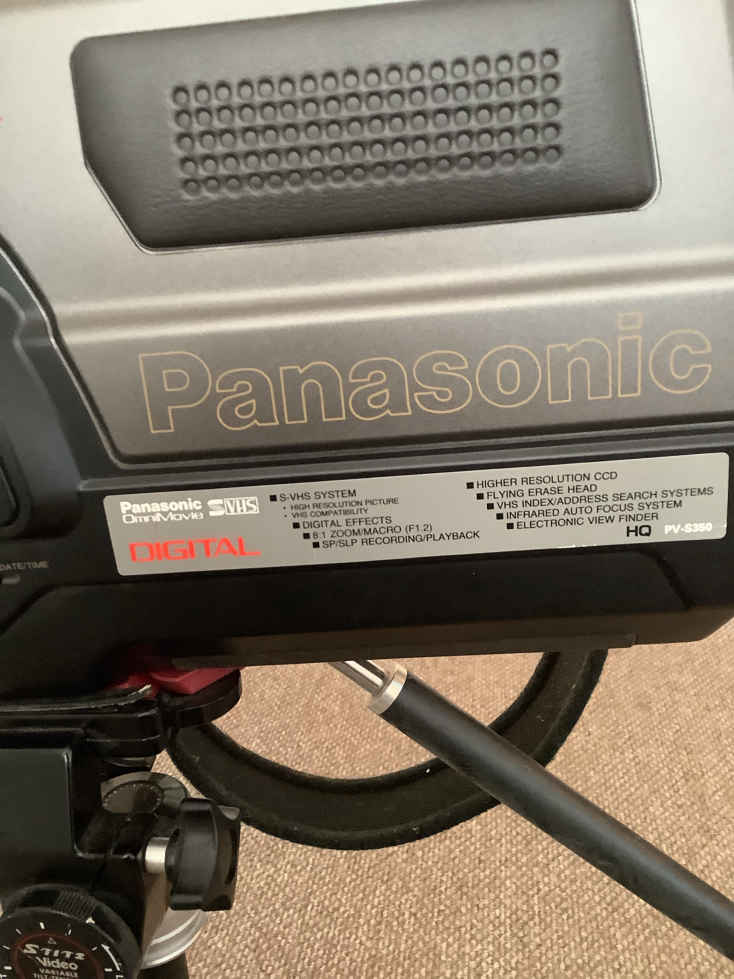 Panasonic
Panasonic S VHS
OmniMovie
DIGITAL
■ S-VHS SYSTEM
• HIGH RESOLUTION PICTURE
• VHS COMPATIBILITY
■ DIGITAL EFFECTS
■ 8:1 ZOOM/MACRO (F1.2)
■ SP/SLP RECORDING/PLAYBACK
■ HIGHER RESOLUTION CCD
■ FLYING ERASE HEAD
■ VHS INDEX/ADDRESS SEARCH SYSTEMS
■ INFRARED AUTO FOCUS SYSTEM
■ ELECTRONIC VIEW FINDER
HQ PV-S350
DATE/TIME
STITZ
Video
VARIABLE